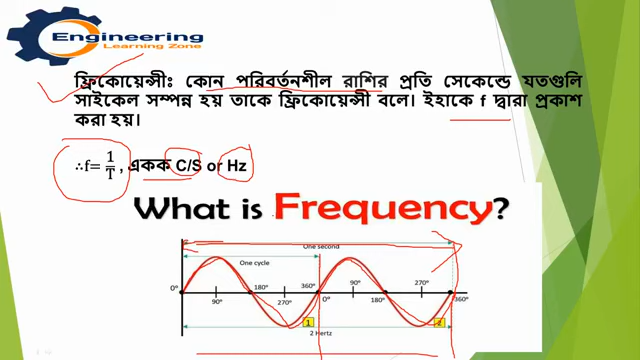 Engineering
Learning Zone
ফ্রিকোয়েন্সীঃ কোন পরিবর্তনশীল রাশির প্রতি সেকেন্ডে যতগুলি
সাইকেল সম্পন্ন হয় তাকে ফ্রিকোয়েন্সী বলে। ইহাকে f দ্বারা প্রকাশ
করা হয়।
∴f= 1/T , একক C/S or Hz
What is Frequency?
One second
One cycle
0° 90° 180° 270° 360° 0° 90° 180° 270° 360°
1 2
2 Hertz